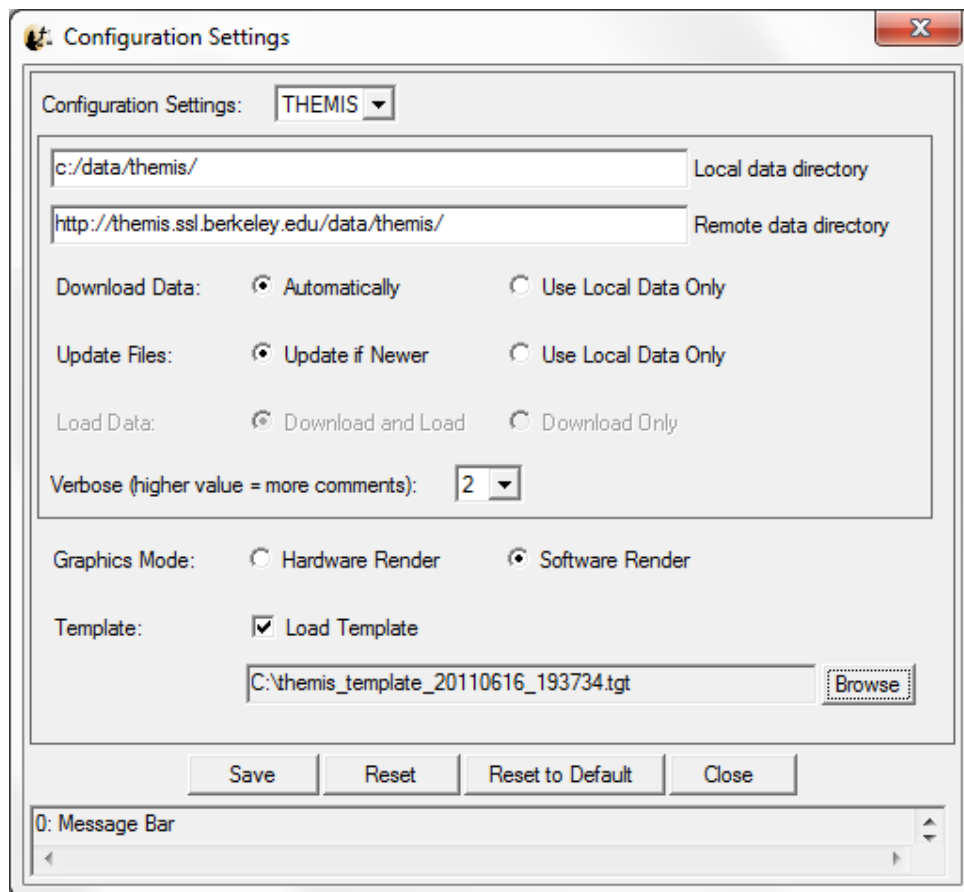 Configuration Settings
Configuration Settings: THEMIS
c:/data/themis/ Local data directory
http://themis.ssl.berkeley.edu/data/themis/ Remote data directory
Download Data: Automatically Use Local Data Only
Update Files: Update if Newer Use Local Data Only
Load Data: Download and Load Download Only
Verbose (higher value = more comments): 2
Graphics Mode: Hardware Render Software Render
Template: Load Template
C:\themis_template_20110616_193734.tgt Browse
Save Reset Reset to Default Close
0: Message Bar